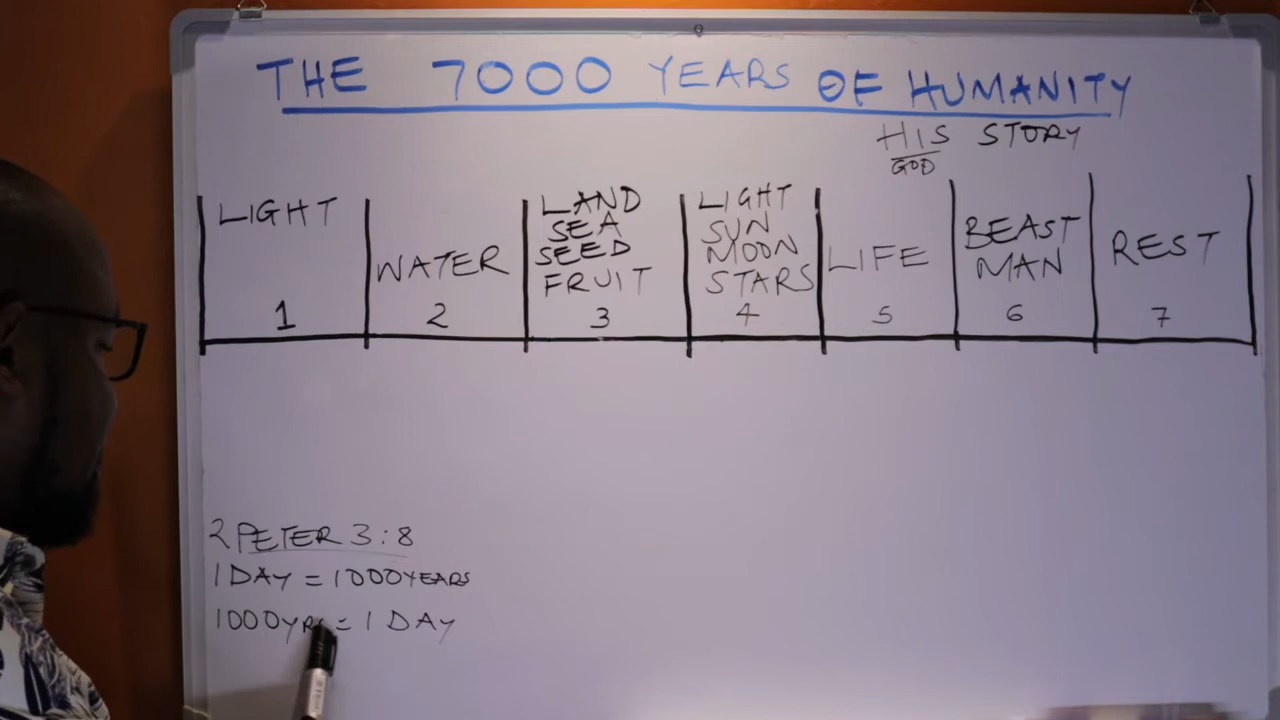 THE 7000 YEARS OF HUMANITY
HIS STORY
GOD
LIGHT
1
WATER
2
LAND
SEA
SEED
FRUIT
3
LIGHT
SUN
MOON
STARS
4
LIFE
5
BEAST
MAN
6
REST
7
2 PETER 3:8
1 DAY = 1000 YEARS
1000 YRS = 1 DAY